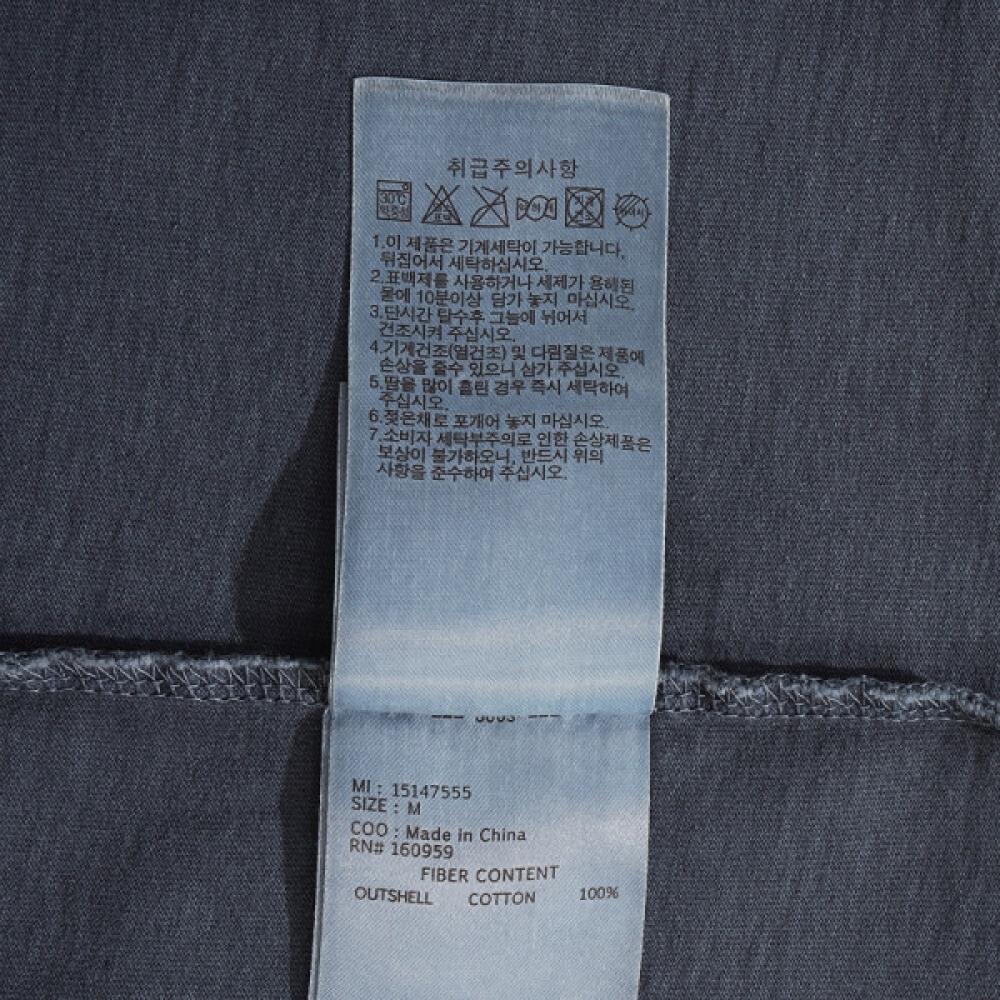 취급주의사항
30℃
약중성
1.이 제품은 기계세탁이 가능합니다.
뒤집어서 세탁하십시오.
2.표백제를 사용하거나 세제가 용해된
물에 10분이상 담가 놓지 마십시오.
3.단시간 탈수후 그늘에 뉘어서
건조시켜 주십시오.
4.기계건조(열건조) 및 다림질은 제품에
손상을 줄수 있으니 삼가 주십시오.
5.땀을 많이 흘린 경우 즉시 세탁하여
주십시오.
6.젖은채로 포개어 놓지 마십시오.
7.소비자 세탁부주의로 인한 손상제품은
보상이 불가하오니, 반드시 위의
사항을 준수하여 주십시오.
MI : 15147555
SIZE : M
COO : Made in China
RN# 160959
FIBER CONTENT
OUTSHELL COTTON 100%